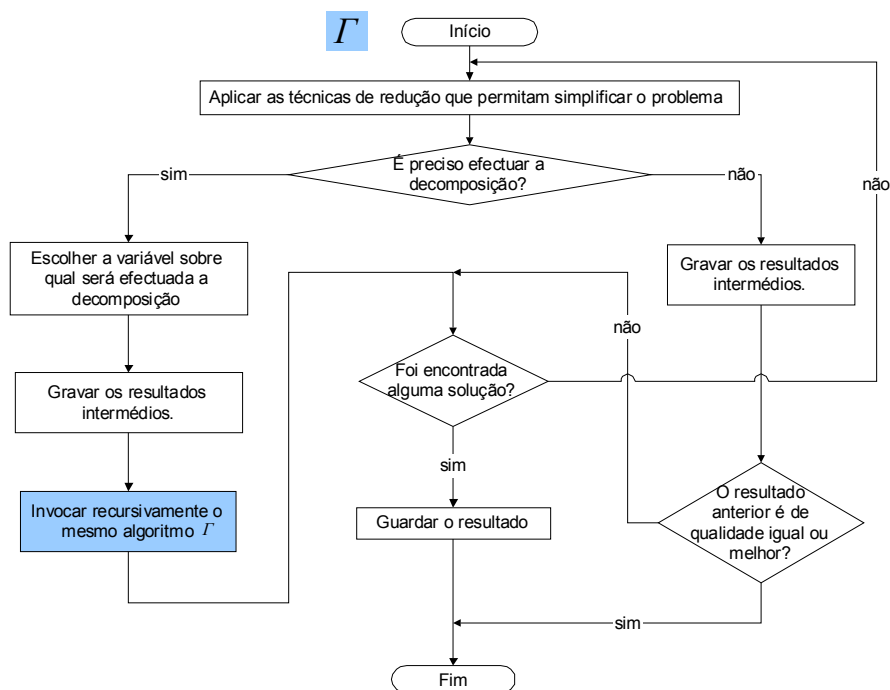 Γ
Início
Aplicar as técnicas de redução que permitam simplificar o problema
É preciso efectuar a
decomposição?
sim
não
não
Escolher a variável sobre
qual será efectuada a
decomposição
Gravar os resultados
intermédios.
não
Foi encontrada
alguma solução?
Gravar os resultados
intermédios.
sim
Invocar recursivamente o
mesmo algoritmo Γ
Guardar o resultado
O resultado
anterior é de
qualidade igual ou
melhor?
sim
Fim